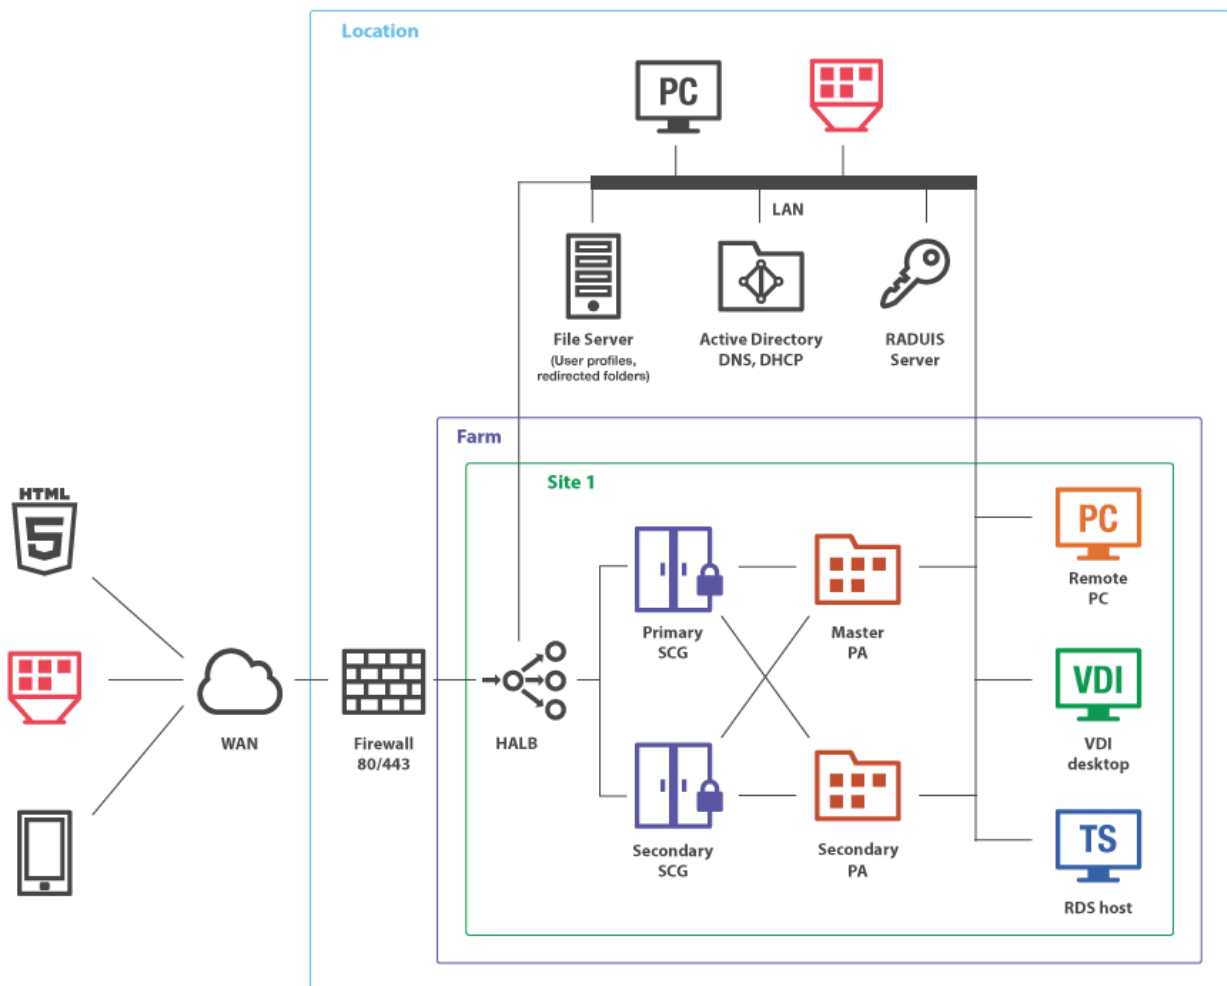 Location
PC
LAN
File Server
(User profiles,
redirected folders)
Active Directory
DNS, DHCP
RADUIS
Server
Farm
Site 1
HTML
5
PC
Remote
PC
Primary
SCG
Master
PA
WAN
Firewall
80/443
HALB
VDI
VDI
desktop
Secondary
SCG
Secondary
PA
TS
RDS host